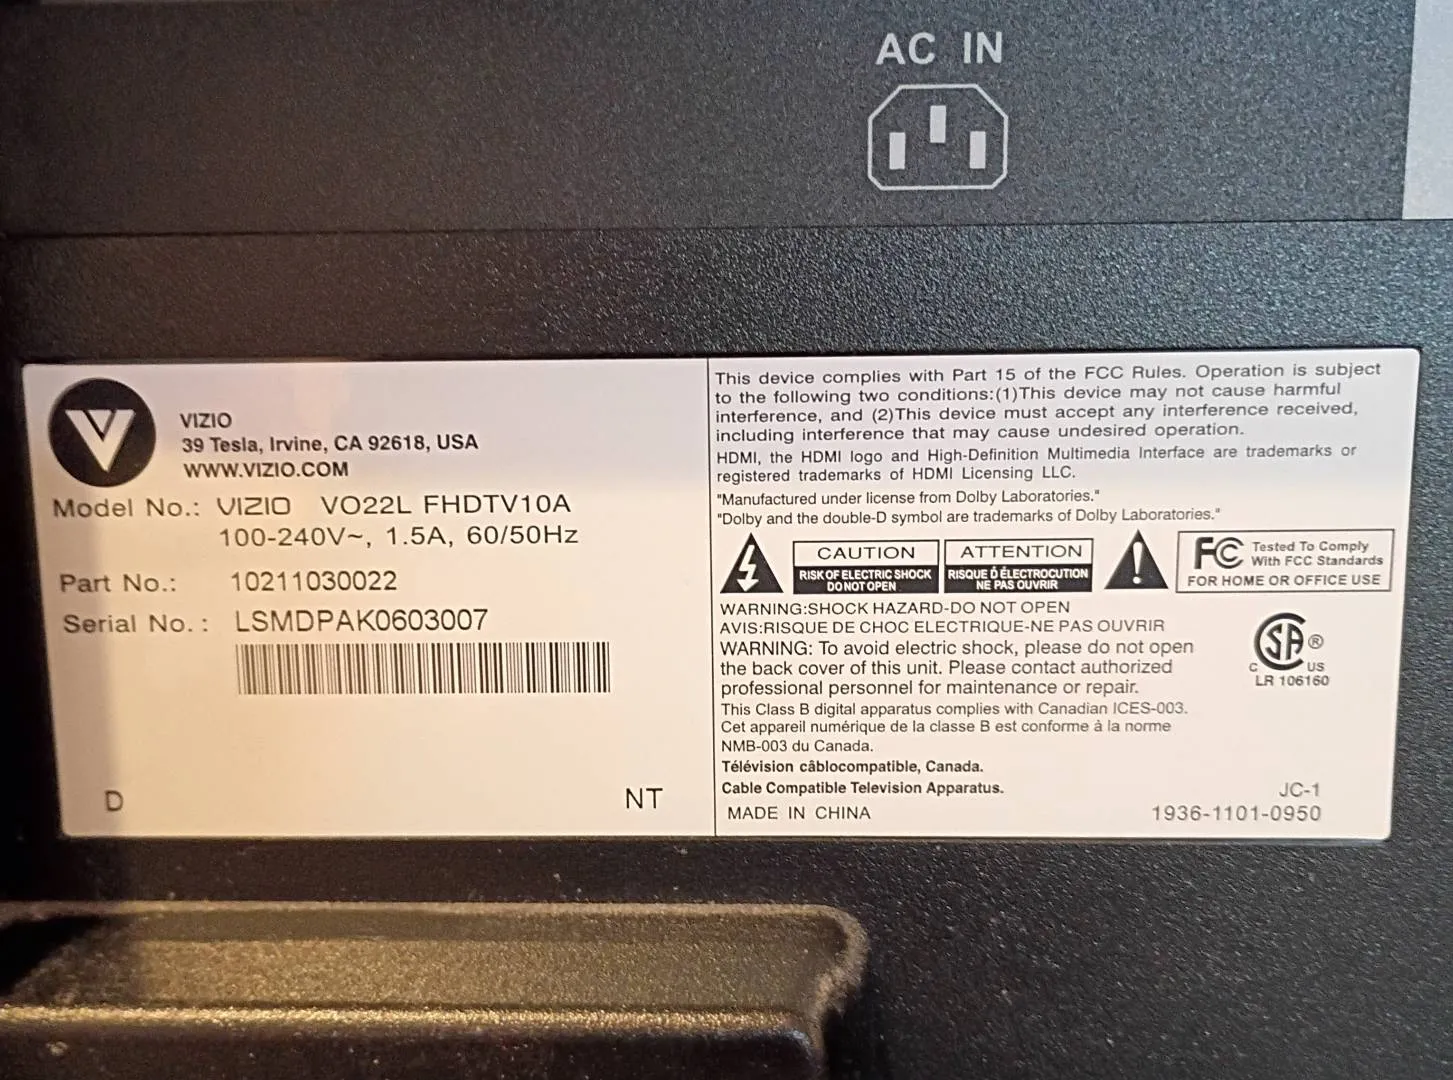 AC IN
VIZIO
39 Tesla, Irvine, CA 92618, USA
WWW.VIZIO.COM
Model No.: VIZIO VO22L FHDTV10A
100-240V~, 1.5A, 60/50Hz
Part No.: 10211030022
Serial No. : LSMDPAK0603007
D
NT
This device complies with Part 15 of the FCC Rules. Operation is subject
to the following two conditions:(1)This device may not cause harmful
interference, and (2)This device must accept any interference received,
including interference that may cause undesired operation.
HDMI, the HDMI logo and High-Definition Multimedia Interface are trademarks or
registered trademarks of HDMI Licensing LLC.
"Manufactured under license from Dolby Laboratories."
"Dolby and the double-D symbol are trademarks of Dolby Laboratories."
CAUTION
RISK OF ELECTRIC SHOCK
DO NOT OPEN
ATTENTION
RISQUE D ÉLECTROCUTION
NE PAS OUVRIR
FC Tested To Comply
With FCC Standards
FOR HOME OR OFFICE USE
WARNING:SHOCK HAZARD-DO NOT OPEN
AVIS:RISQUE DE CHOC ELECTRIQUE-NE PAS OUVRIR
WARNING: To avoid electric shock, please do not open
the back cover of this unit. Please contact authorized
professional personnel for maintenance or repair.
This Class B digital apparatus complies with Canadian ICES-003.
Cet appareil numérique de la classe B est conforme à la norme
NMB-003 du Canada.
Télévision câblocompatible, Canada.
Cable Compatible Television Apparatus.
MADE IN CHINA
SA®
C US
LR 106160
JC-1
1936-1101-0950